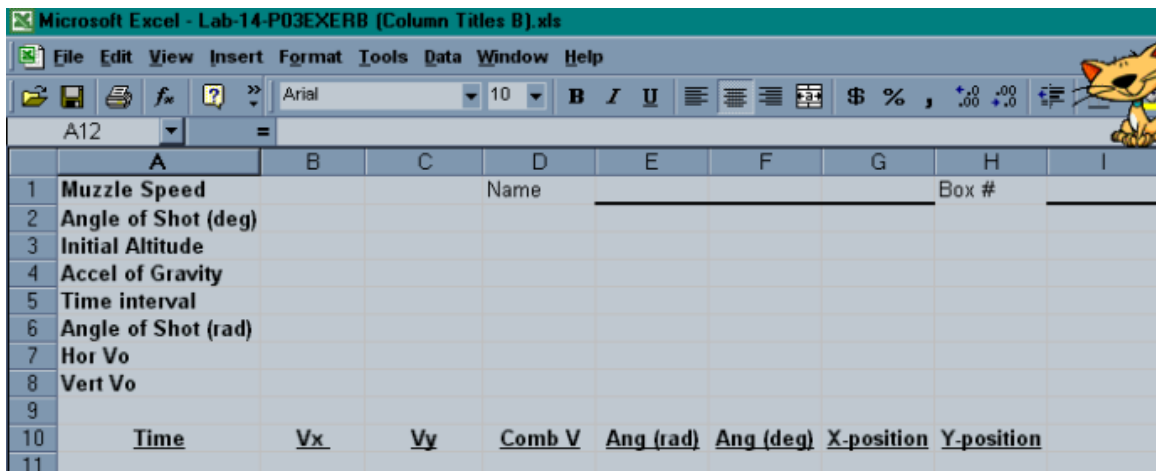 Microsoft Excel - Lab-14-P03EXERB (Column Titles B).xls
File Edit View Insert Format Tools Data Window Help
Arial 10 B I U $ % , .00 .00
A12 =
A B C D E F G H I
1 Muzzle Speed Name Box #
2 Angle of Shot (deg)
3 Initial Altitude
4 Accel of Gravity
5 Time interval
6 Angle of Shot (rad)
7 Hor Vo
8 Vert Vo
9
10 Time Vx Vy Comb V Ang (rad) Ang (deg) X-position Y-position
11